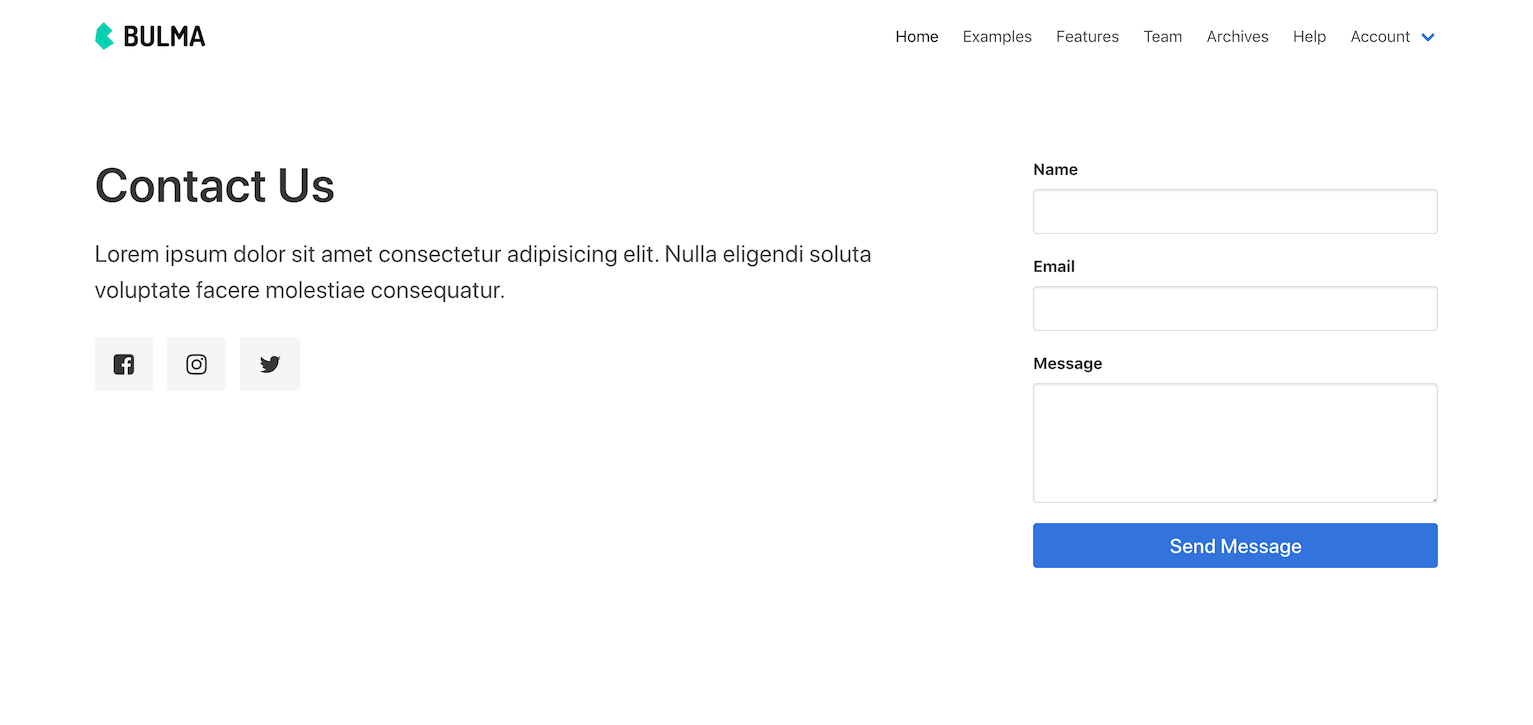 BULMA
Home Examples Features Team Archives Help Account
Contact Us
Lorem ipsum dolor sit amet consectetur adipisicing elit. Nulla eligendi soluta
voluptate facere molestiae consequatur.
Name
Email
Message
Send Message